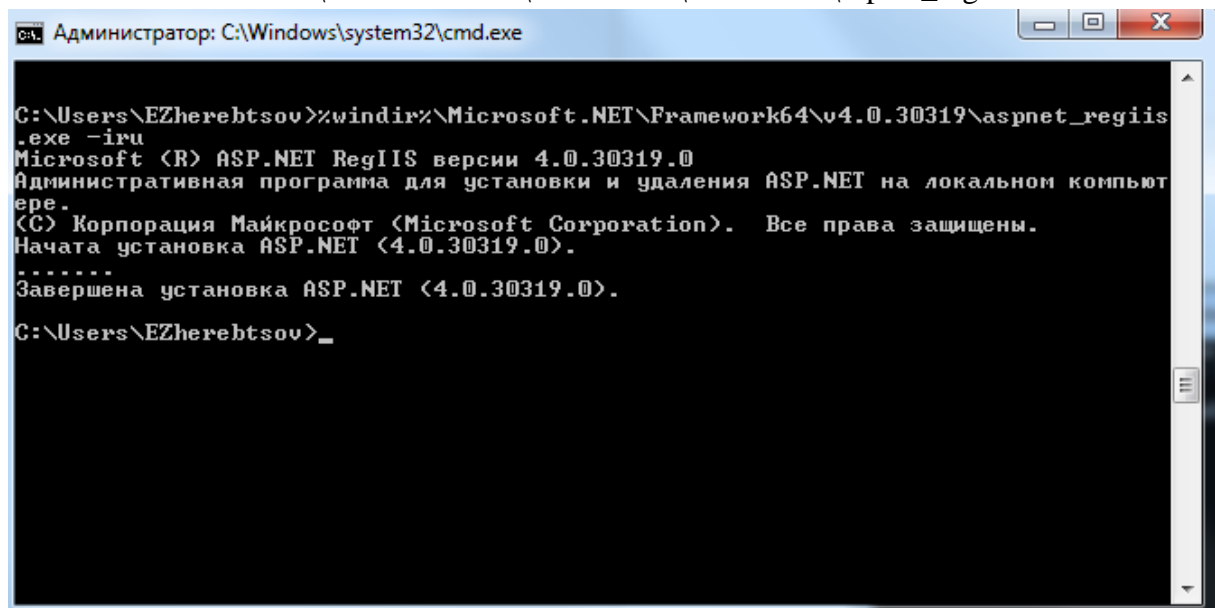 Администратор: C:\Windows\system32\cmd.exe
C:\Users\EZherebtsov>%windir%\Microsoft.NET\Framework64\v4.0.30319\aspnet_regiis
.exe -iru
Microsoft (R) ASP.NET RegIIS версии 4.0.30319.0
Административная программа для установки и удаления ASP.NET на локальном компьют
ере.
(C) Корпорация Майкрософт (Microsoft Corporation).  Все права защищены.
Начата установка ASP.NET (4.0.30319.0).
.......
Завершена установка ASP.NET (4.0.30319.0).
C:\Users\EZherebtsov>_